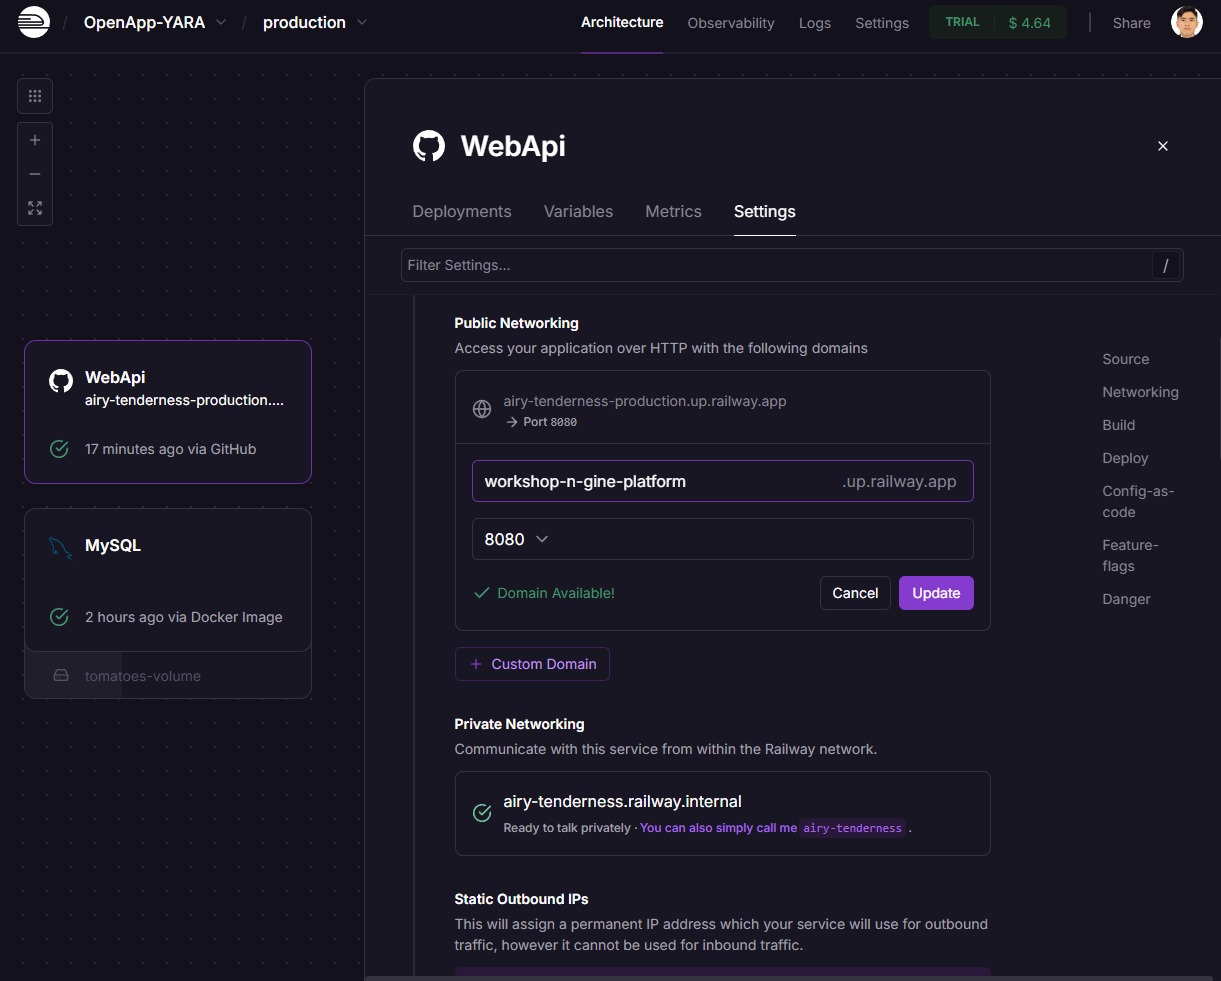 / OpenApp-YARA / production Architecture Observability Logs Settings TRIAL $ 4.64 Share
WebApi
Deployments Variables Metrics Settings
Filter Settings... /
Public Networking
Access your application over HTTP with the following domains
airy-tenderness-production.up.railway.app
→ Port 8080
workshop-n-gine-platform .up.railway.app
8080
Domain Available! Cancel Update
+ Custom Domain
Private Networking
Communicate with this service from within the Railway network.
airy-tenderness.railway.internal
Ready to talk privately · You can also simply call me airy-tenderness .
Static Outbound IPs
This will assign a permanent IP address which your service will use for outbound
traffic, however it cannot be used for inbound traffic.
Source
Networking
Build
Deploy
Config-as-
code
Feature-
flags
Danger
WebApi
airy-tenderness-production....
17 minutes ago via GitHub
MySQL
2 hours ago via Docker Image
tomatoes-volume